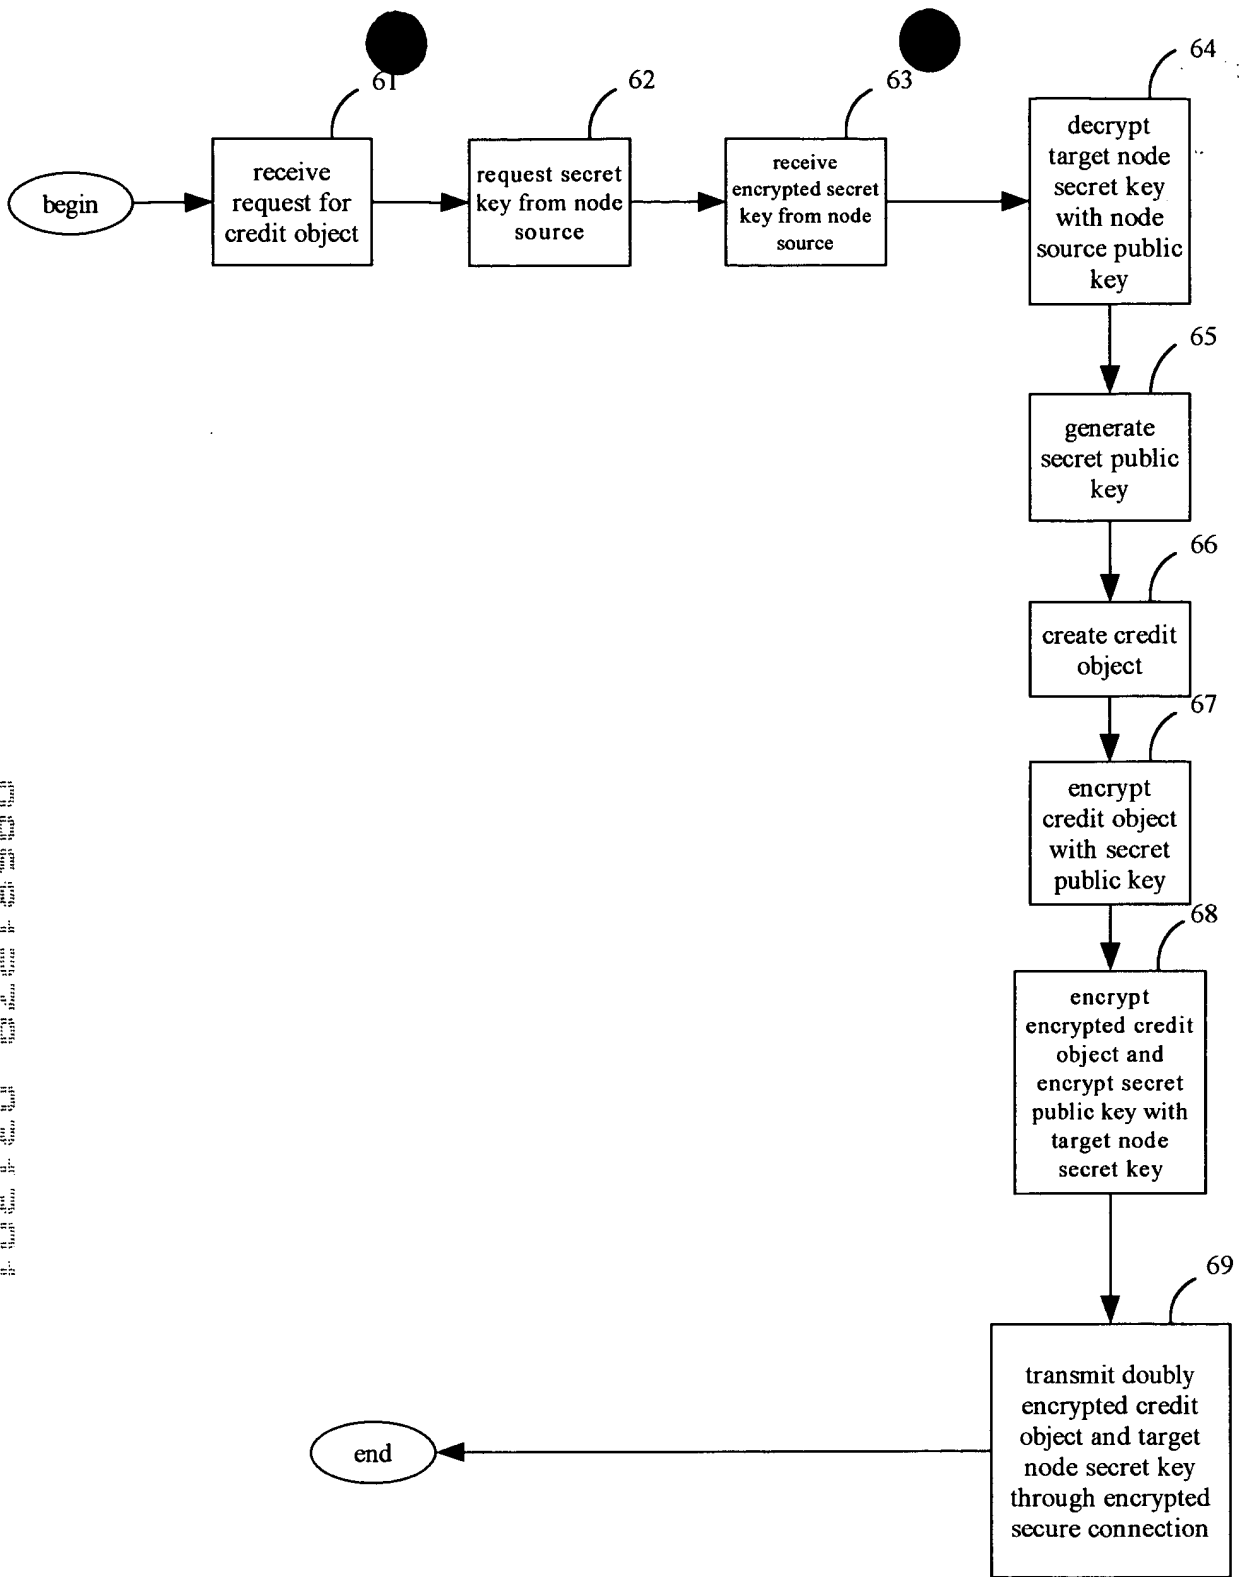 61
62
63
64
begin
receive
request for
credit object
request secret
key from node
source
receive
encrypted secret
key from node
source
decrypt
target node
secret key
with node
source public
key
65
generate
secret public
key
66
create credit
object
67
encrypt
credit object
with secret
public key
68
encrypt
encrypted credit
object and
encrypt secret
public key with
target node
secret key
69
transmit doubly
encrypted credit
object and target
node secret key
through encrypted
secure connection
end